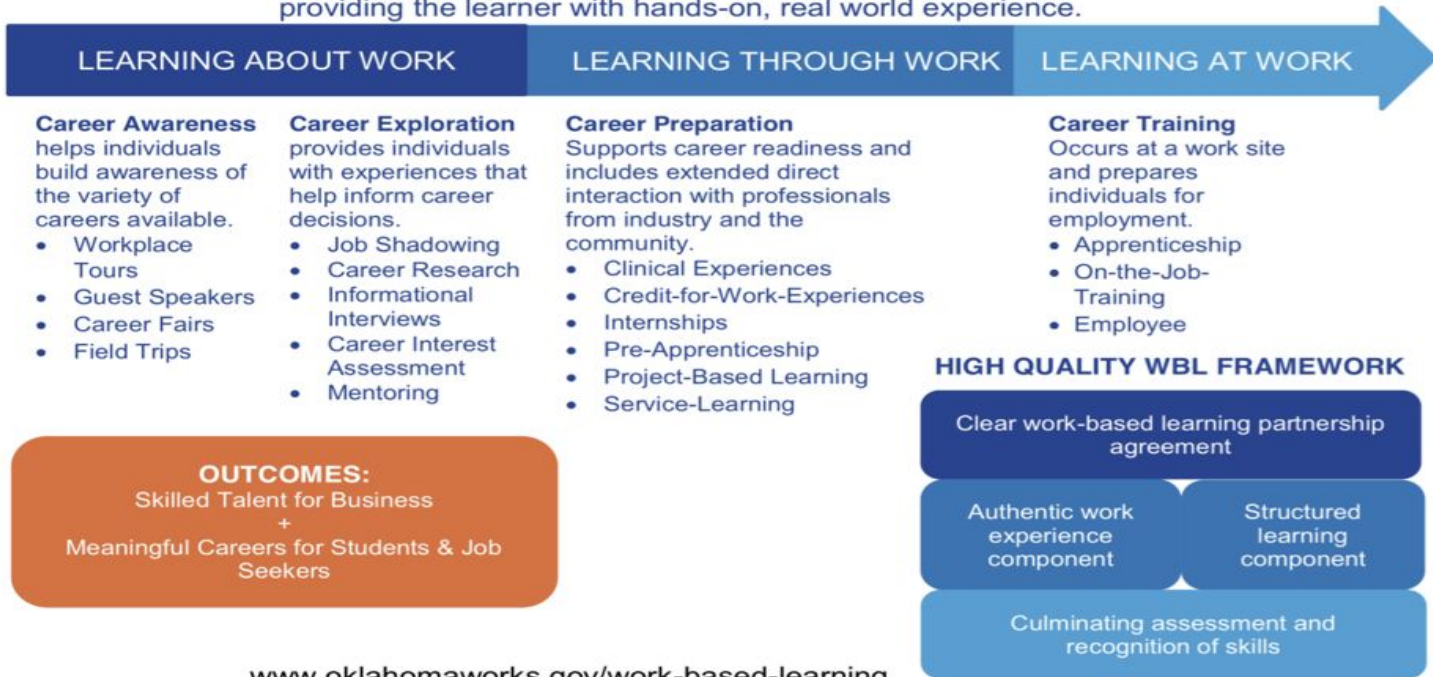 providing the learner with hands-on, real world experience.
LEARNING ABOUT WORK
LEARNING THROUGH WORK
LEARNING AT WORK
Career Awareness
helps individuals
build awareness of
the variety of
careers available.
• Workplace
Tours
• Guest Speakers
• Career Fairs
• Field Trips
Career Exploration
provides individuals
with experiences that
help inform career
decisions.
• Job Shadowing
• Career Research
• Informational
Interviews
• Career Interest
Assessment
• Mentoring
Career Preparation
Supports career readiness and
includes extended direct
interaction with professionals
from industry and the
community.
• Clinical Experiences
• Credit-for-Work-Experiences
• Internships
• Pre-Apprenticeship
• Project-Based Learning
• Service-Learning
Career Training
Occurs at a work site
and prepares
individuals for
employment.
• Apprenticeship
• On-the-Job-
Training
• Employee
OUTCOMES:
Skilled Talent for Business
+
Meaningful Careers for Students & Job
Seekers
HIGH QUALITY WBL FRAMEWORK
Clear work-based learning partnership
agreement
Authentic work
experience
component
Structured
learning
component
Culminating assessment and
recognition of skills
www.oklahomaworks.gov/work-based-learning